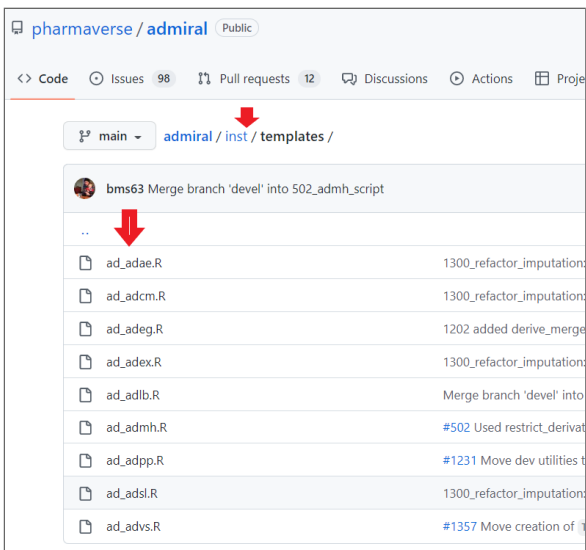 pharmaverse / admiral Public
Code Issues 98 Pull requests 12 Discussions Actions Proje
main admiral / inst / templates /
bms63 Merge branch 'devel' into 502_admh_script
..
ad_adae.R 1300_refactor_imputation:
ad_adcm.R 1300_refactor_imputation:
ad_adeg.R 1202 added derive_merge
ad_adex.R 1300_refactor_imputation:
ad_adlb.R Merge branch 'devel' into
ad_admh.R #502 Used restrict_derivat
ad_adpp.R #1231 Move dev utilities t
ad_adsl.R 1300_refactor_imputation:
ad_advs.R #1357 Move creation of